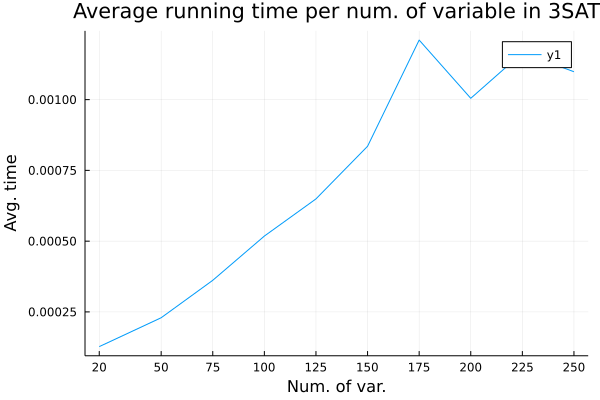 Average running time per num. of variable in 3SAT
y1
0.00100
0.00075
0.00050
0.00025
Avg. time
20 50 75 100 125 150 175 200 225 250
Num. of var.